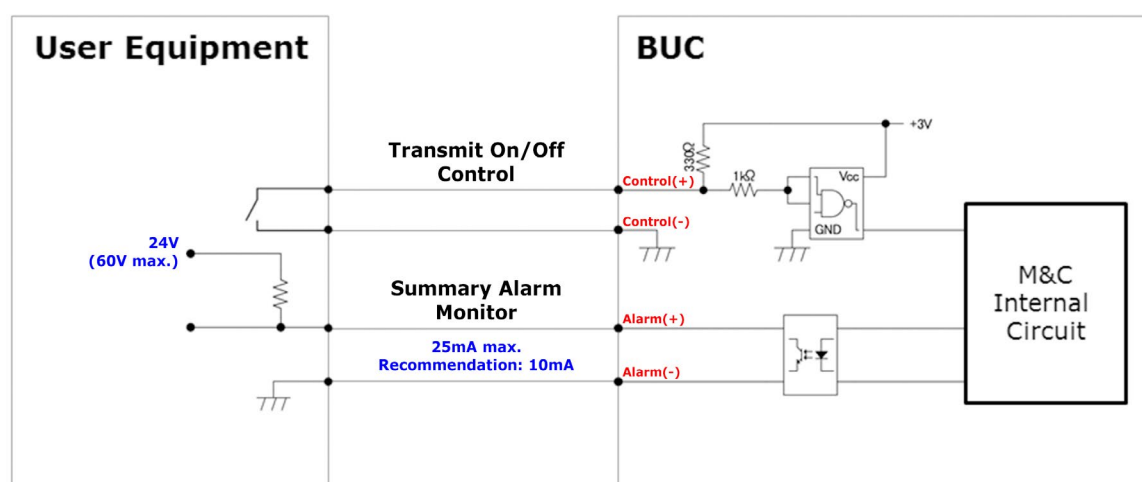 User Equipment
BUC
+3V
330Ω
Transmit On/Off
Control
Control(+)
1kΩ
Vcc
Control(-)
GND
24V
(60V max.)
M&C
Internal
Circuit
Summary Alarm
Monitor
Alarm(+)
25mA max.
Recommendation: 10mA
Alarm(-)